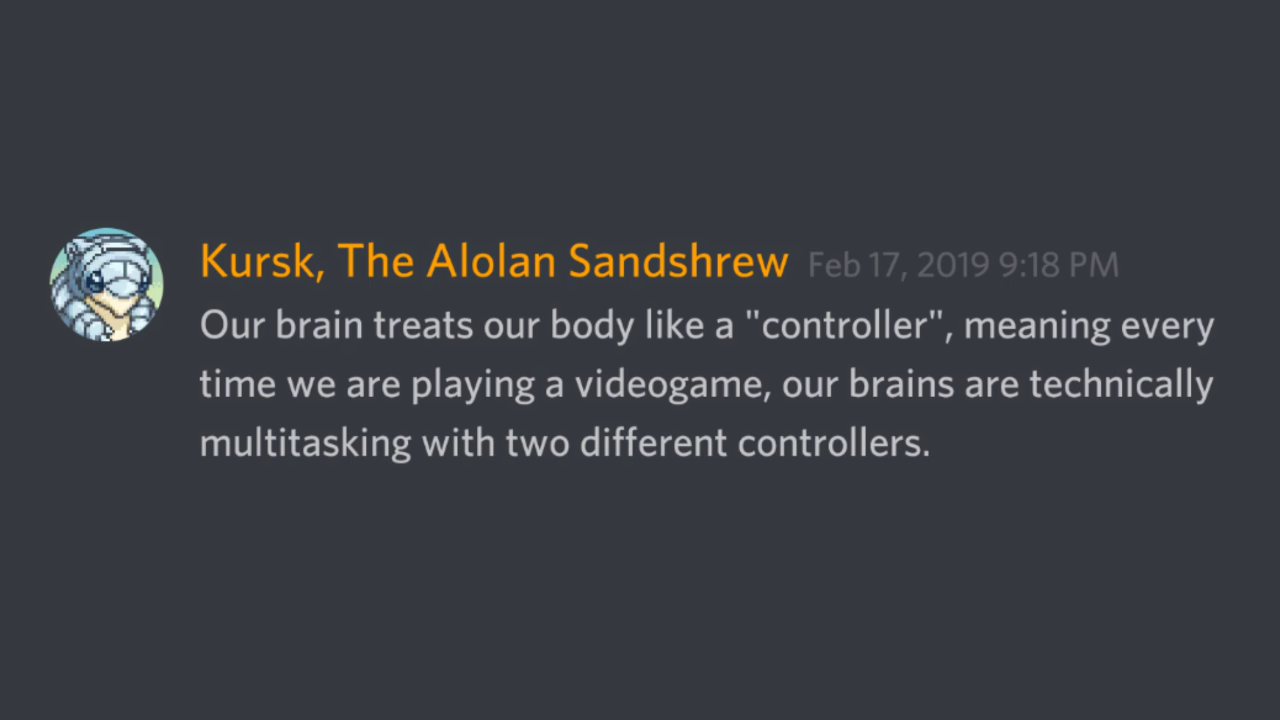 Kursk, The Alolan Sandshrew Feb 17, 2019 9:18 PM
Our brain treats our body like a "controller", meaning every
time we are playing a videogame, our brains are technically
multitasking with two different controllers.